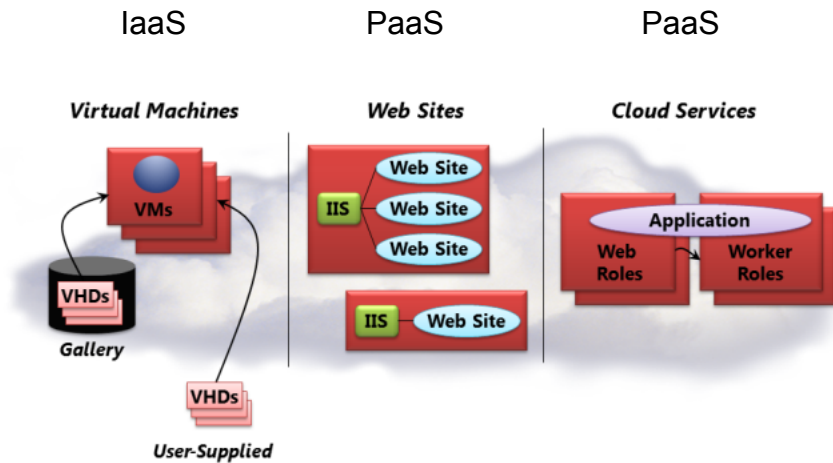 IaaS
PaaS
PaaS
Virtual Machines
Web Sites
Cloud Services
VMs
VHDs
Gallery
VHDs
User-Supplied
IIS
Web Site
Web Site
Web Site
IIS
Web Site
Application
Web
Roles
Worker
Roles